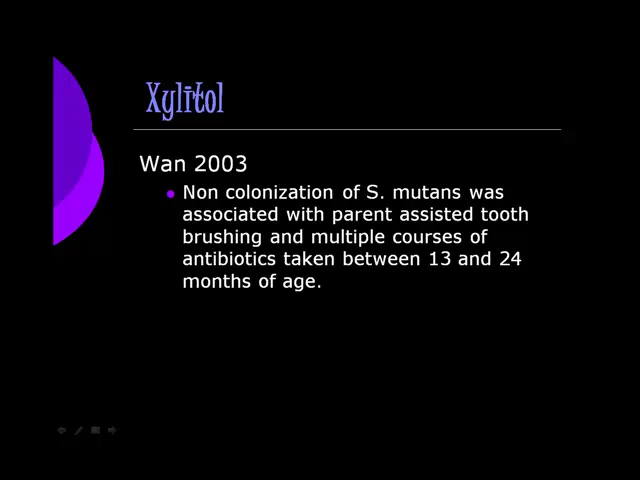 Xylitol
Wan 2003
Non colonization of S. mutans was
associated with parent assisted tooth
brushing and multiple courses of
antibiotics taken between 13 and 24
months of age.